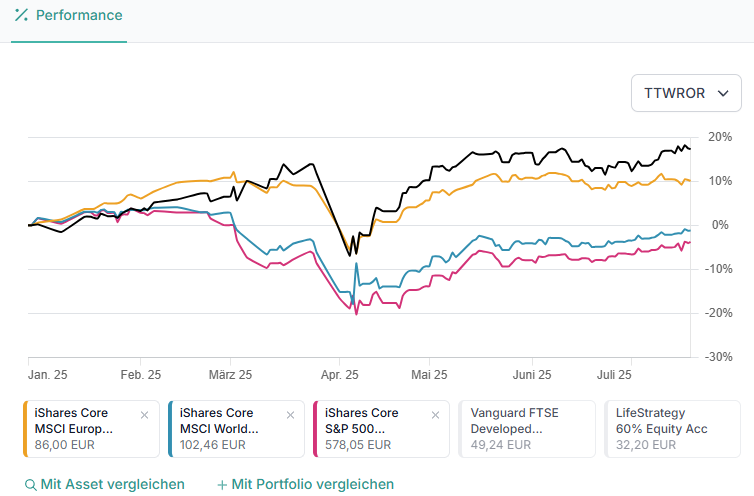 Performance
TTWROR
20%
10%
0%
-10%
-20%
-30%
Jan. 25 Feb. 25 März 25 Apr. 25 Mai 25 Juni 25 Juli 25
iShares Core MSCI Europ... 86,00 EUR
iShares Core MSCI World... 102,46 EUR
iShares Core S&P 500... 578,05 EUR
Vanguard FTSE Developed... 49,24 EUR
LifeStrategy 60% Equity Acc 32,20 EUR
Mit Asset vergleichen
Mit Portfolio vergleichen